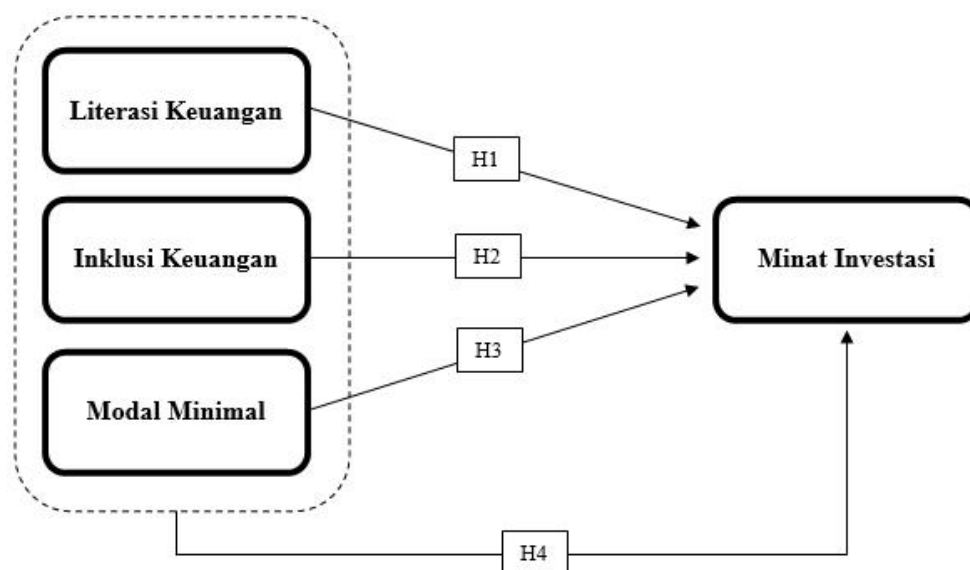 Literasi Keuangan
H1
Inklusi Keuangan
H2
Minat Investasi
H3
Modal Minimal
H4